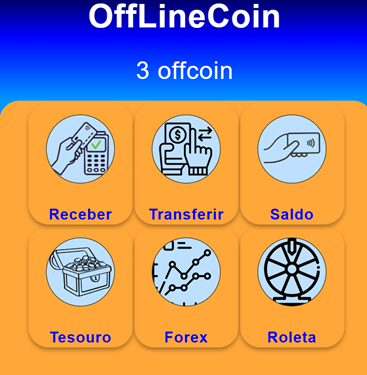 OffLineCoin
3 offcoin
Receber Transferir Saldo
Tesouro Forex Roleta